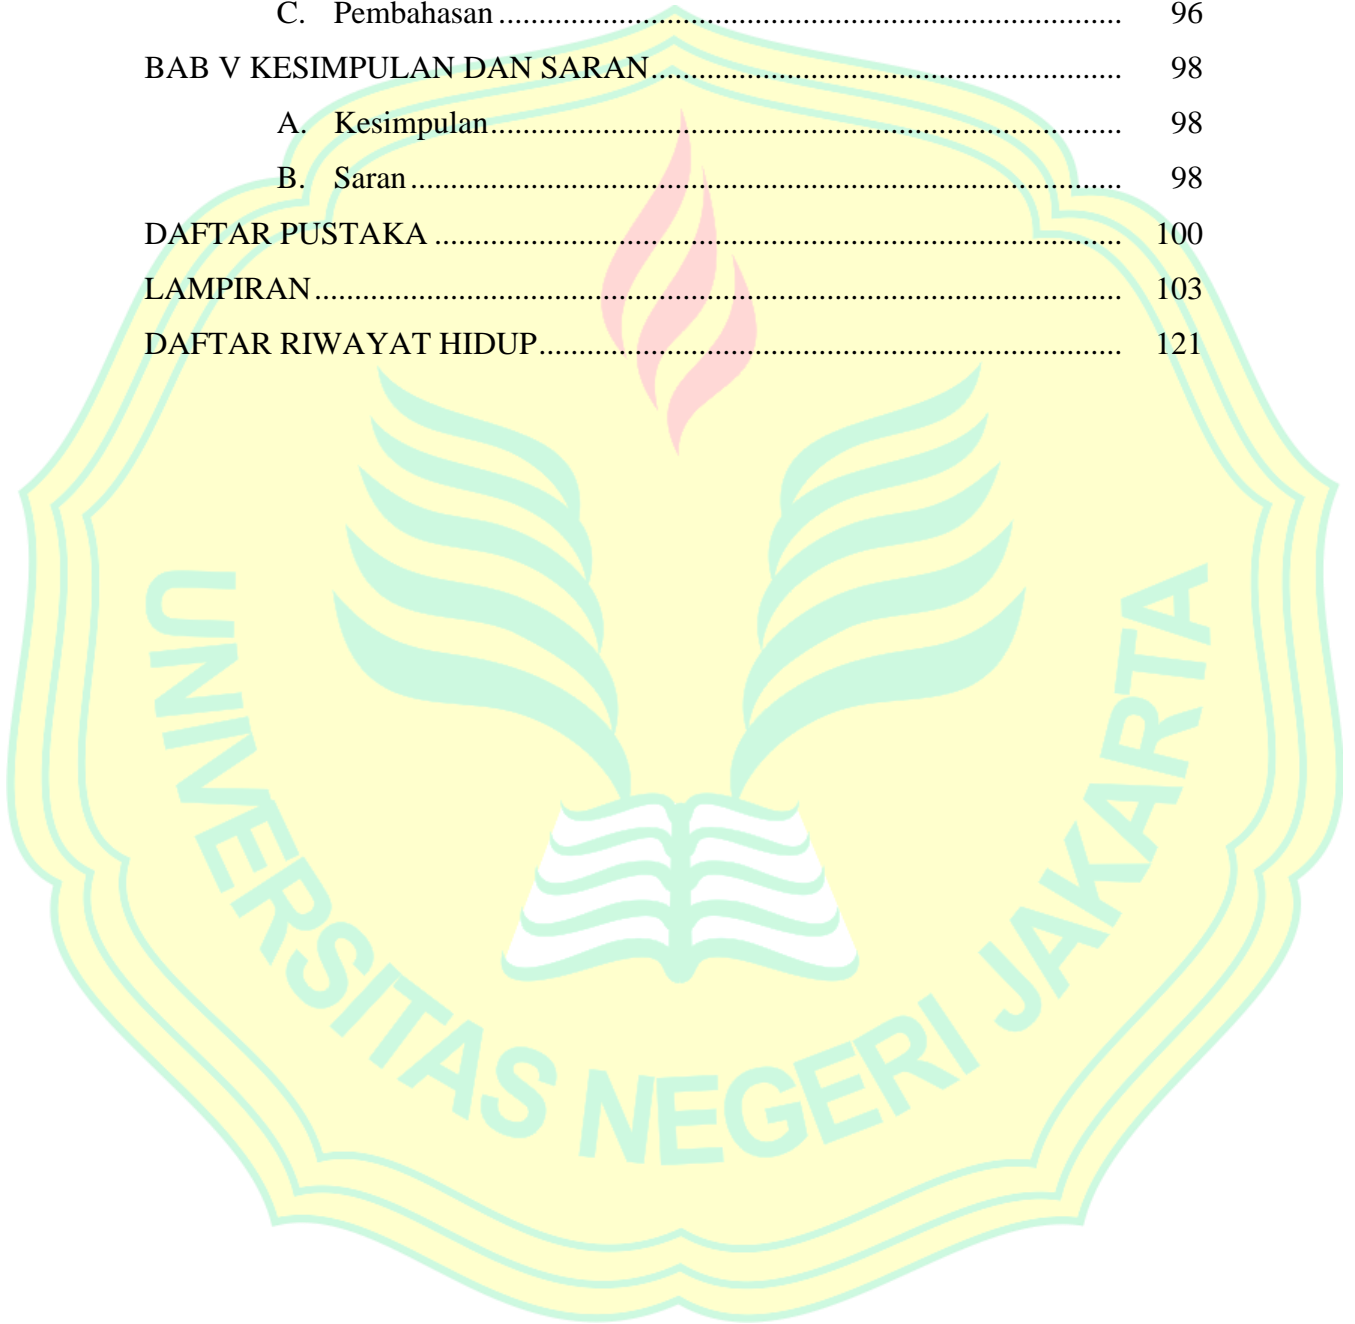 C. Pembahasan ........................................................................ 96
BAB V KESIMPULAN DAN SARAN ........................................................................ 98
A. Kesimpulan ........................................................................ 98
B. Saran ........................................................................ 98
DAFTAR PUSTAKA ........................................................................ 100
LAMPIRAN ........................................................................ 103
DAFTAR RIWAYAT HIDUP ........................................................................ 121
UNIVERSITAS NEGERI JAKARTA